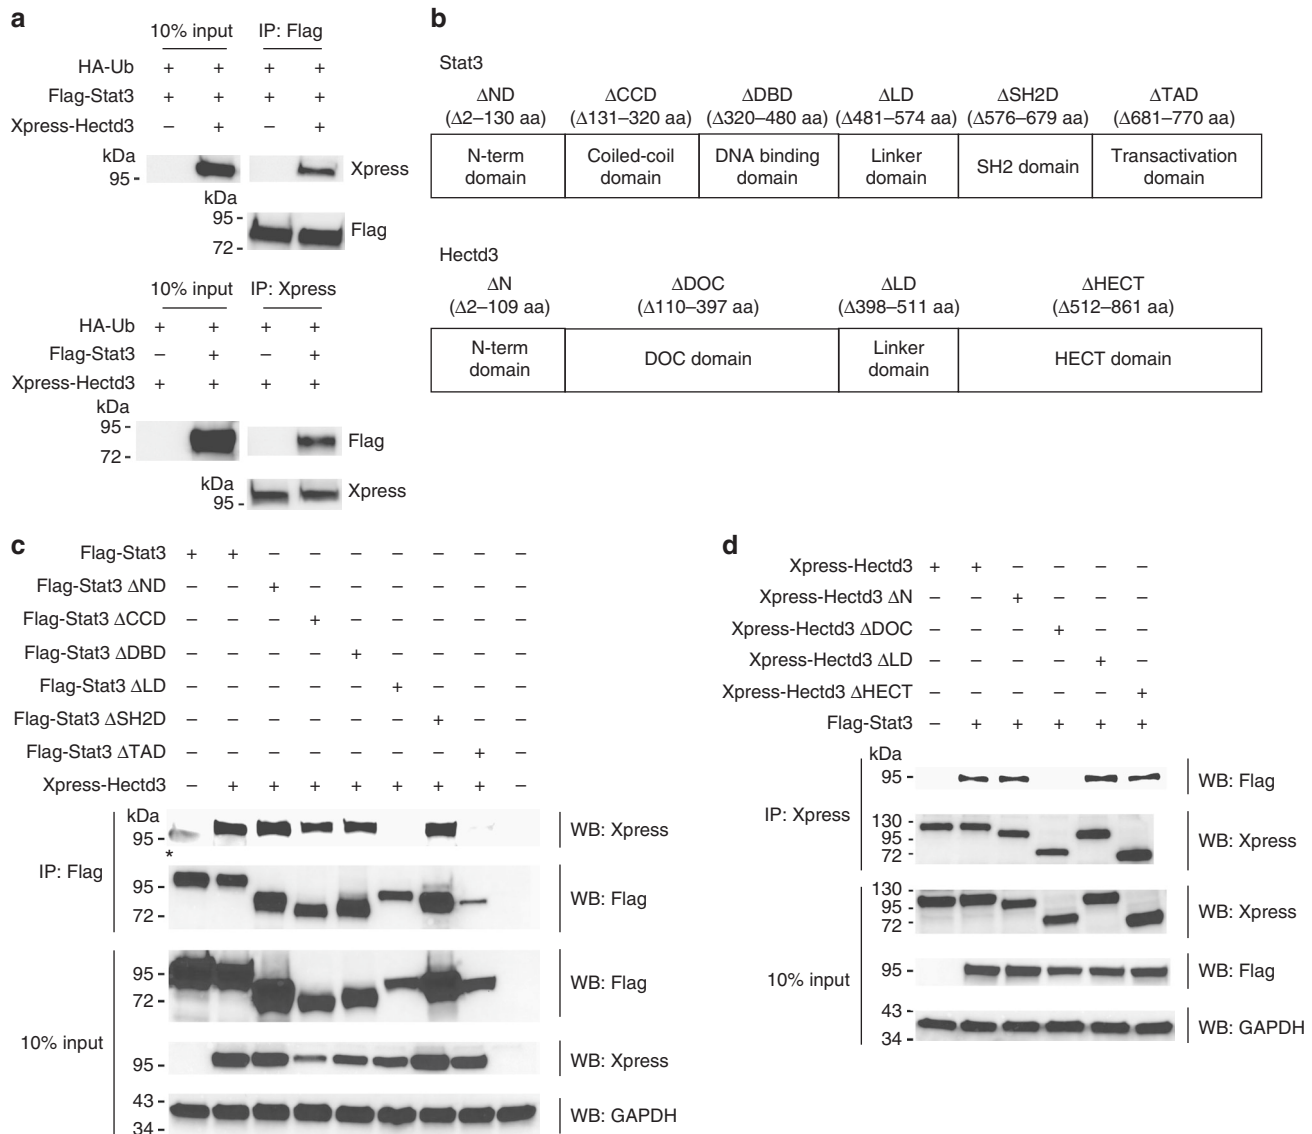 a
10% input IP: Flag
HA-Ub + + + +
Flag-Stat3 + + + +
Xpress-Hectd3 – + – +
kDa
95 - Xpress
kDa
95 -
72 - Flag
10% input IP: Xpress
HA-Ub + + + +
Flag-Stat3 – + – +
Xpress-Hectd3 + + + +
kDa
95 -
72 - Flag
kDa
95 - Xpress
b
Stat3
ΔND ΔCCD ΔDBD ΔLD ΔSH2D ΔTAD
(Δ2–130 aa) (Δ131–320 aa) (Δ320–480 aa) (Δ481–574 aa) (Δ576–679 aa) (Δ681–770 aa)
N-term domain
Coiled-coil domain
DNA binding domain
Linker domain
SH2 domain
Transactivation domain
Hectd3
ΔN ΔDOC ΔLD ΔHECT
(Δ2–109 aa) (Δ110–397 aa) (Δ398–511 aa) (Δ512–861 aa)
N-term domain
DOC domain
Linker domain
HECT domain
c
Flag-Stat3 + + – – – – – – –
Flag-Stat3 ΔND – – + – – – – – –
Flag-Stat3 ΔCCD – – – + – – – – –
Flag-Stat3 ΔDBD – – – – + – – – –
Flag-Stat3 ΔLD – – – – – + – – –
Flag-Stat3 ΔSH2D – – – – – – + – –
Flag-Stat3 ΔTAD – – – – – – – + –
Xpress-Hectd3 – + + + + + + + –
kDa
95 - WB: Xpress
*
IP: Flag
95 -
72 - WB: Flag
95 -
72 - WB: Flag
10% input
95 - WB: Xpress
43 -
34 - WB: GAPDH
d
Xpress-Hectd3 + + – – – –
Xpress-Hectd3 ΔN – – + – – –
Xpress-Hectd3 ΔDOC – – – + – –
Xpress-Hectd3 ΔLD – – – – + –
Xpress-Hectd3 ΔHECT – – – – – +
Flag-Stat3 – + + + + +
kDa
95 - WB: Flag
IP: Xpress
130 -
95 -
72 - WB: Xpress
130 -
95 -
72 - WB: Xpress
10% input
95 - WB: Flag
43 -
34 - WB: GAPDH